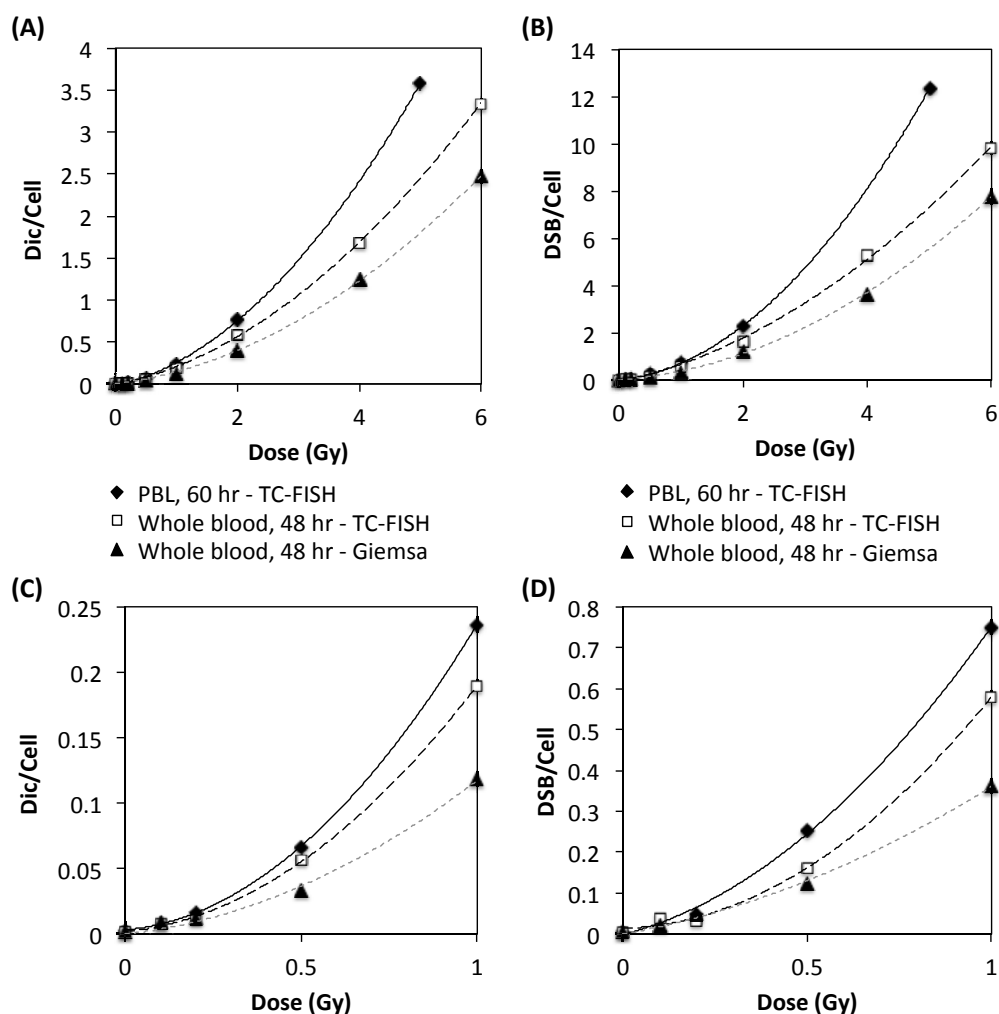 (A)
4
3.5
3
2.5
2
1.5
1
0.5
0
Dic/Cell
0 2 4 6
Dose (Gy)
◆ PBL, 60 hr - TC-FISH
□ Whole blood, 48 hr - TC-FISH
▲ Whole blood, 48 hr - Giemsa
(B)
14
12
10
8
6
4
2
0
DSB/Cell
0 2 4 6
Dose (Gy)
◆ PBL, 60 hr - TC-FISH
□ Whole blood, 48 hr - TC-FISH
▲ Whole blood, 48 hr - Giemsa
(C)
0.25
0.2
0.15
0.1
0.05
0
Dic/Cell
0 0.5 1
Dose (Gy)
(D)
0.8
0.7
0.6
0.5
0.4
0.3
0.2
0.1
0
DSB/Cell
0 0.5 1
Dose (Gy)